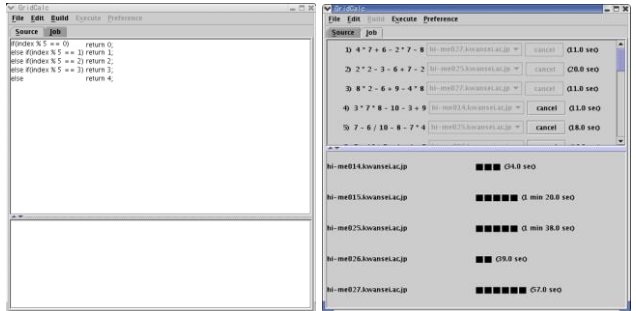 GridCalc
File Edit Build Execute Preference
Source Job
if(index % 5 == 0) return 0;
else if(index % 5 == 1) return 1;
else if(index % 5 == 2) return 2;
else if(index % 5 == 3) return 3;
else return 4;
GridCalc
File Edit Build Execute Preference
Source Job
1) 4 * 7 + 6 - 2 * 7 - 8 hi-me027.kwansei.ac.jp cancel (11.0 sec)
2) 2 * 2 - 3 - 6 + 7 - 2 hi-me025.kwansei.ac.jp cancel (20.0 sec)
3) 8 * 2 - 6 + 9 - 4 * 8 hi-me027.kwansei.ac.jp cancel (11.0 sec)
4) 3 * 7 * 8 - 10 - 3 + 9 hi-me014.kwansei.ac.jp cancel (11.0 sec)
5) 7 - 6 / 10 - 8 - 7 * 4 hi-me025.kwansei.ac.jp cancel (18.0 sec)
hi-me014.kwansei.ac.jp (34.0 sec)
hi-me015.kwansei.ac.jp (1 min 20.0 sec)
hi-me025.kwansei.ac.jp (1 min 38.0 sec)
hi-me026.kwansei.ac.jp (39.0 sec)
hi-me027.kwansei.ac.jp (57.0 sec)